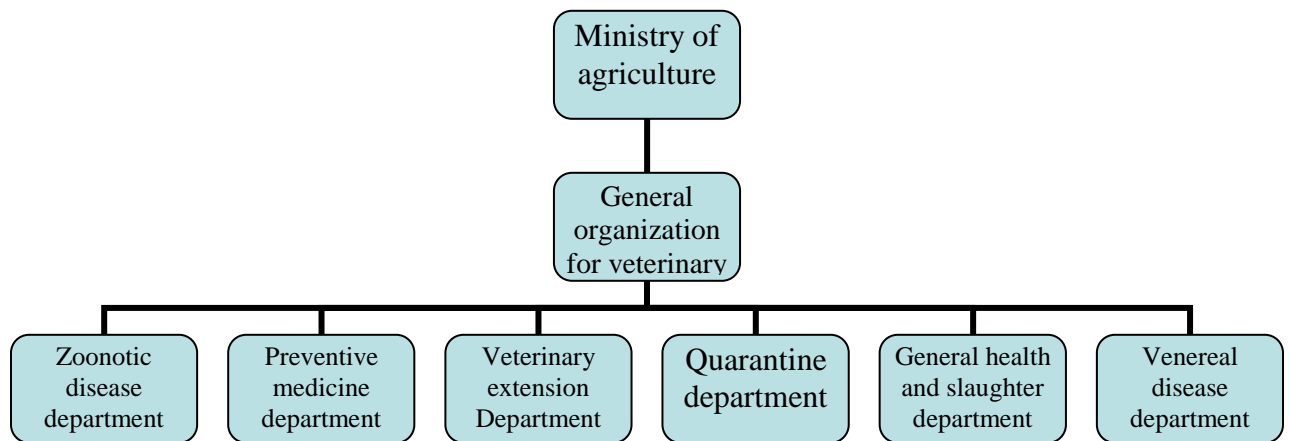 Ministry of
agriculture
General
organization
for veterinary
Zoonotic
disease
department
Preventive
medicine
department
Veterinary
extension
Department
Quarantine
department
General health
and slaughter
department
Venereal
disease
department